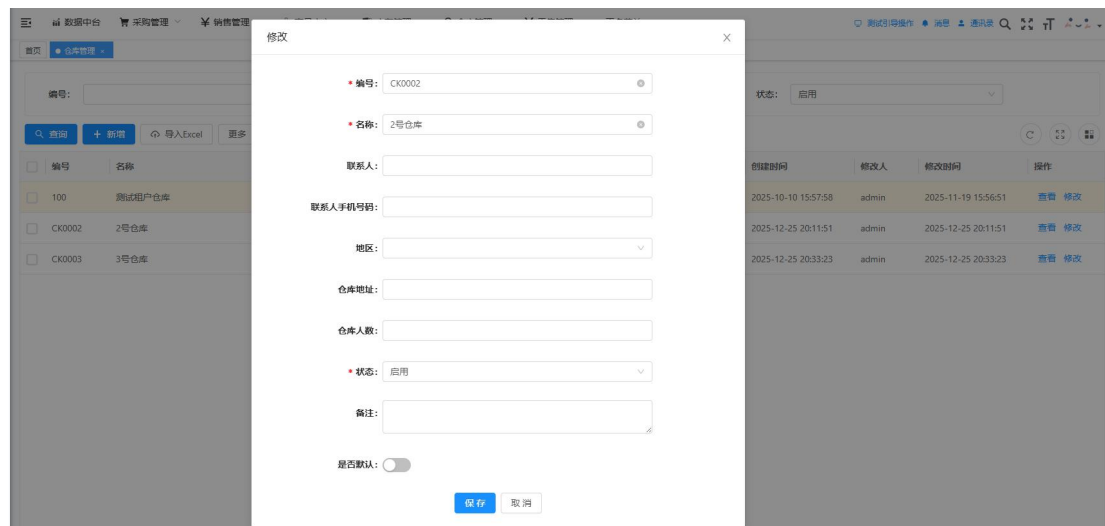 数据中台 采购管理 销售管理
测试引导操作 消息 通讯录
首页 仓库管理 ×
修改
编号:
状态: 启用
* 编号: CK0002
* 名称: 2号仓库
联系人:
联系人手机号码:
地区:
仓库地址:
仓库人数:
* 状态: 启用
备注:
是否默认:
保存 取消
查询 + 新增 导入Excel 更多
编号 名称 创建时间 修改人 修改时间 操作
100 测试租户仓库 2025-10-10 15:57:58 admin 2025-11-19 15:56:51 查看 修改
CK0002 2号仓库 2025-12-25 20:11:51 admin 2025-12-25 20:11:51 查看 修改
CK0003 3号仓库 2025-12-25 20:33:23 admin 2025-12-25 20:33:23 查看 修改